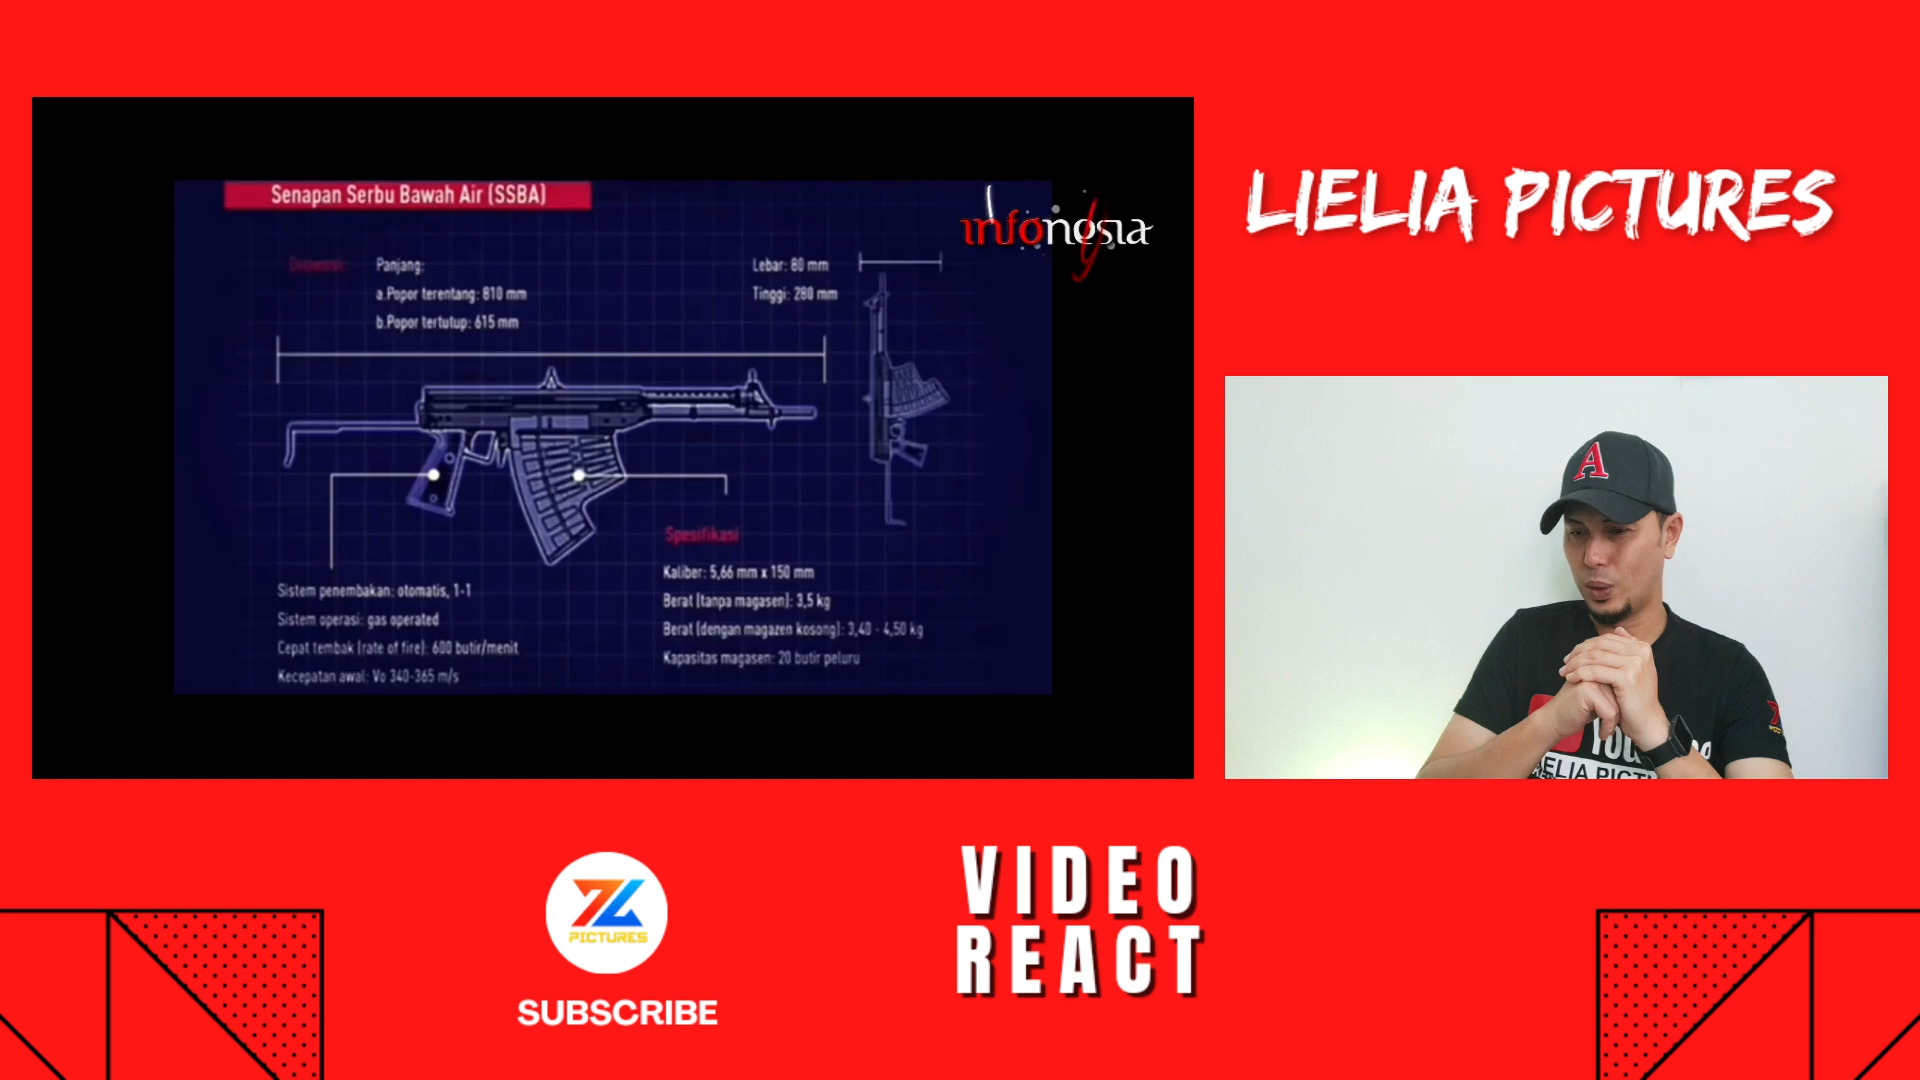 Senapan Serbu Bawah Air (SSBA)
infonesia
LIELIA PICTURES
Dimensi:
Panjang:
a.Popor terentang: 810 mm
b.Popor tertutup: 615 mm
Lebar: 80 mm
Tinggi: 280 mm
Sistem penembakan: otomatis, 1-1
Sistem operasi: gas operated
Cepat tembak (rate of fire): 600 butir/menit
Kecepatan awal: Vo 340-365 m/s
Spesifikasi
Kaliber: 5,66 mm x 150 mm
Berat (tanpa magasen): 3,5 kg
Berat (dengan magazen kosong): 3,40 - 4,50 kg
Kapasitas magasen: 20 butir peluru
A
PICTURES
SUBSCRIBE
VIDEO
REACT